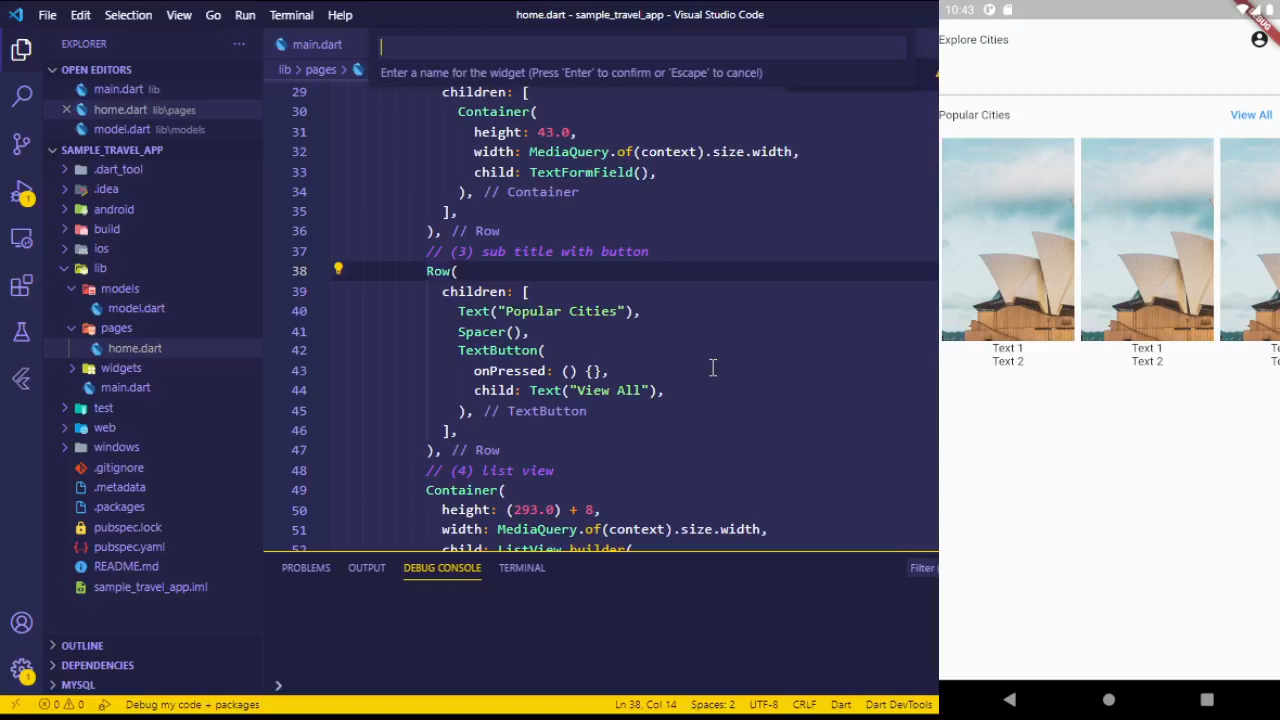 File Edit Selection View Go Run Terminal Help
home.dart - sample_travel_app - Visual Studio Code
EXPLORER
OPEN EDITORS
main.dart lib
home.dart lib\pages
model.dart lib\models
SAMPLE_TRAVEL_APP
.dart_tool
.idea
android
build
ios
lib
models
model.dart
pages
home.dart
widgets
main.dart
test
web
windows
.gitignore
.metadata
.packages
pubspec.lock
pubspec.yaml
README.md
sample_travel_app.iml
OUTLINE
DEPENDENCIES
MYSQL
1
1
main.dart
lib > pages >
Enter a name for the widget (Press 'Enter' to confirm or 'Escape' to cancel)
29 children: [
30 Container(
31 height: 43.0,
32 width: MediaQuery.of(context).size.width,
33 child: TextFormField(),
34 ), // Container
35 ],
36 ), // Row
37 // (3) sub title with button
38 Row(
39 children: [
40 Text("Popular Cities"),
41 Spacer(),
42 TextButton(
43 onPressed: () {},
44 child: Text("View All"),
45 ), // TextButton
46 ],
47 ), // Row
48 // (4) list view
49 Container(
50 height: (293.0) + 8,
51 width: MediaQuery.of(context).size.width,
52 child: ListView.builder(
PROBLEMS OUTPUT DEBUG CONSOLE TERMINAL
Filter
0 0 Debug my code + packages
Ln 38, Col 14 Spaces: 2 UTF-8 CRLF Dart Dart DevTools
10:43
DEBUG
Explore Cities
Popular Cities View All
Text 1 Text 1 Te
Text 2 Text 2 Te